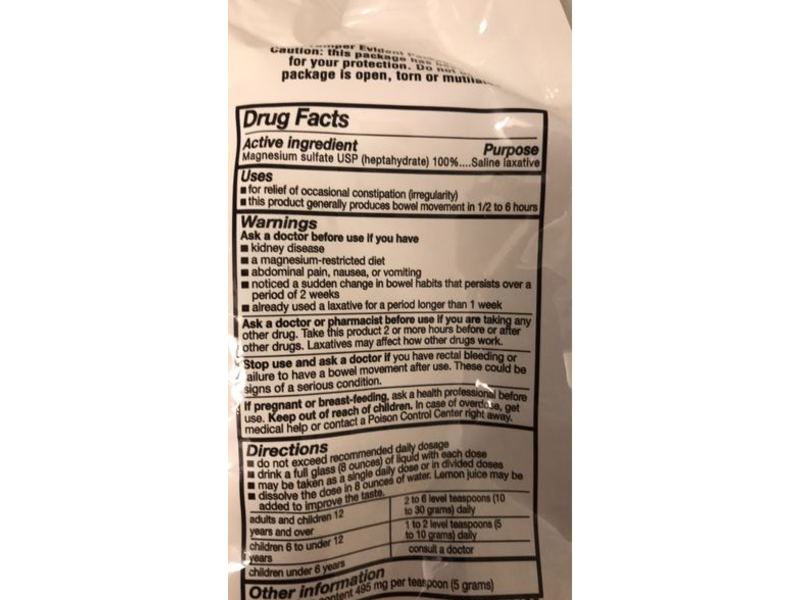 Caution: this package
for your protection. Do not
package is open, torn or
Drug Facts
Active ingredient Purpose
Magnesium sulfate USP (heptahydrate) 100%....Saline laxative
Uses
■ for relief of occasional constipation (irregularity)
■ this product generally produces bowel movement in 1/2 to 6 hours
Warnings
Ask a doctor before use if you have
■ kidney disease
■ a magnesium-restricted diet
■ abdominal pain, nausea, or vomiting
■ noticed a sudden change in bowel habits that persists over a
period of 2 weeks
■ already used a laxative for a period longer than 1 week
Ask a doctor or pharmacist before use if you are taking any
other drug. Take this product 2 or more hours before or after
other drugs. Laxatives may affect how other drugs work.
Stop use and ask a doctor if you have rectal bleeding or
failure to have a bowel movement after use. These could be
signs of a serious condition.
If pregnant or breast-feeding, ask a health professional before
use. Keep out of reach of children. In case of overdose, get
medical help or contact a Poison Control Center right away.
Directions
■ do not exceed recommended daily dosage
■ drink a full glass (8 ounces) of liquid with each dose
■ may be taken as a single daily dose or in divided doses
■ dissolve the dose in 8 ounces of water. Lemon juice may be
added to improve the taste.
adults and children 12 2 to 6 level teaspoons (10
years and over to 30 grams) daily
children 6 to under 12 1 to 2 level teaspoons (5
years to 10 grams) daily
children under 6 years consult a doctor
Other information
495 mg per teaspoon (5 grams)